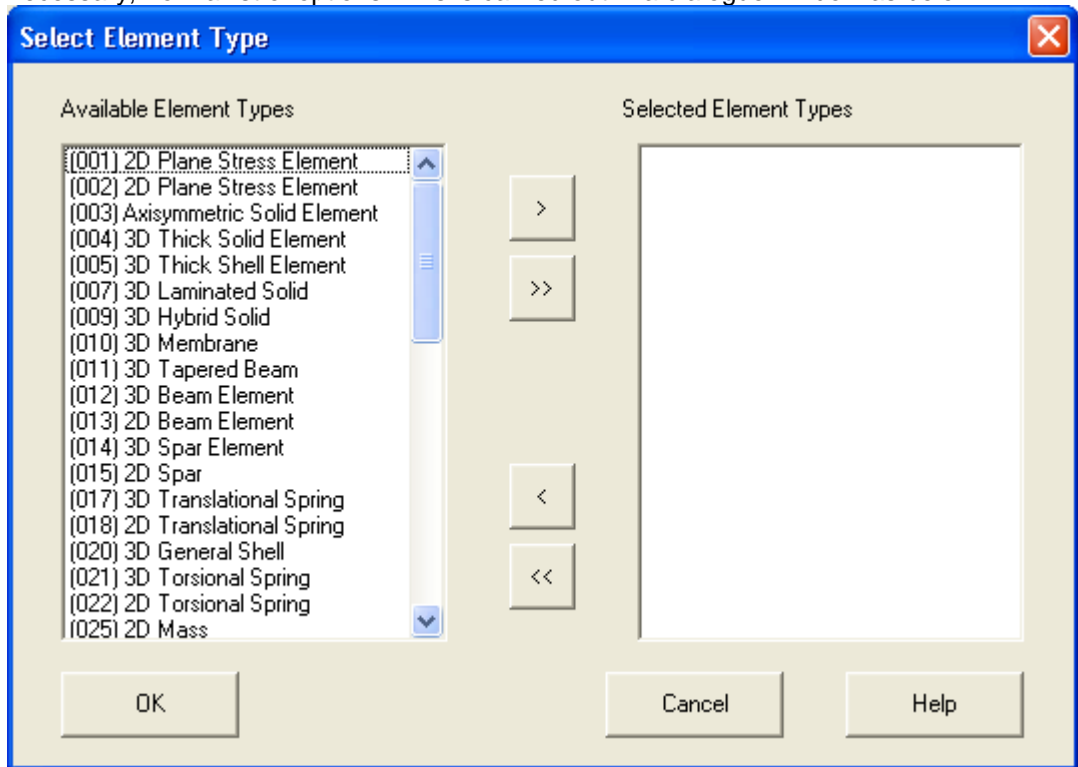 Select Element Type
Available Element Types
Selected Element Types
(001) 2D Plane Stress Element
(002) 2D Plane Stress Element
(003) Axisymmetric Solid Element
(004) 3D Thick Solid Element
(005) 3D Thick Shell Element
(007) 3D Laminated Solid
(009) 3D Hybrid Solid
(010) 3D Membrane
(011) 3D Tapered Beam
(012) 3D Beam Element
(013) 2D Beam Element
(014) 3D Spar Element
(015) 2D Spar
(017) 3D Translational Spring
(018) 2D Translational Spring
(020) 3D General Shell
(021) 3D Torsional Spring
(022) 2D Torsional Spring
(025) 2D Mass
>
>>
<
<<
OK
Cancel
Help